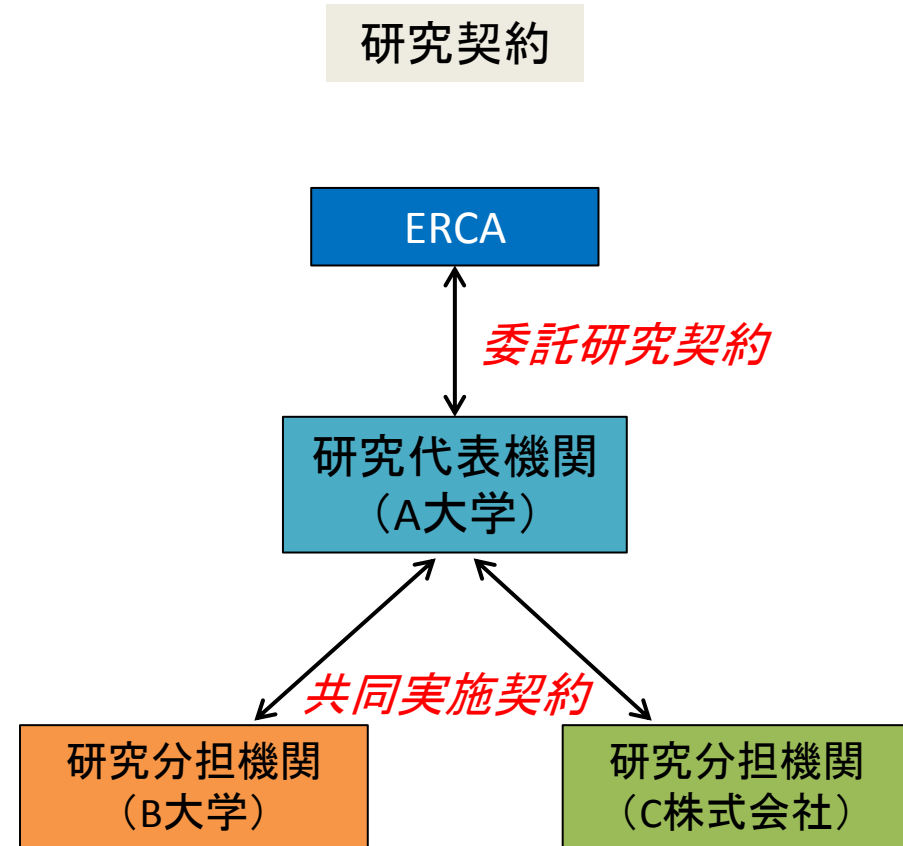 研究契約
ERCA
委託研究契約
研究代表機関
（A大学）
共同実施契約
研究分担機関
（B大学）
研究分担機関
（C株式会社）